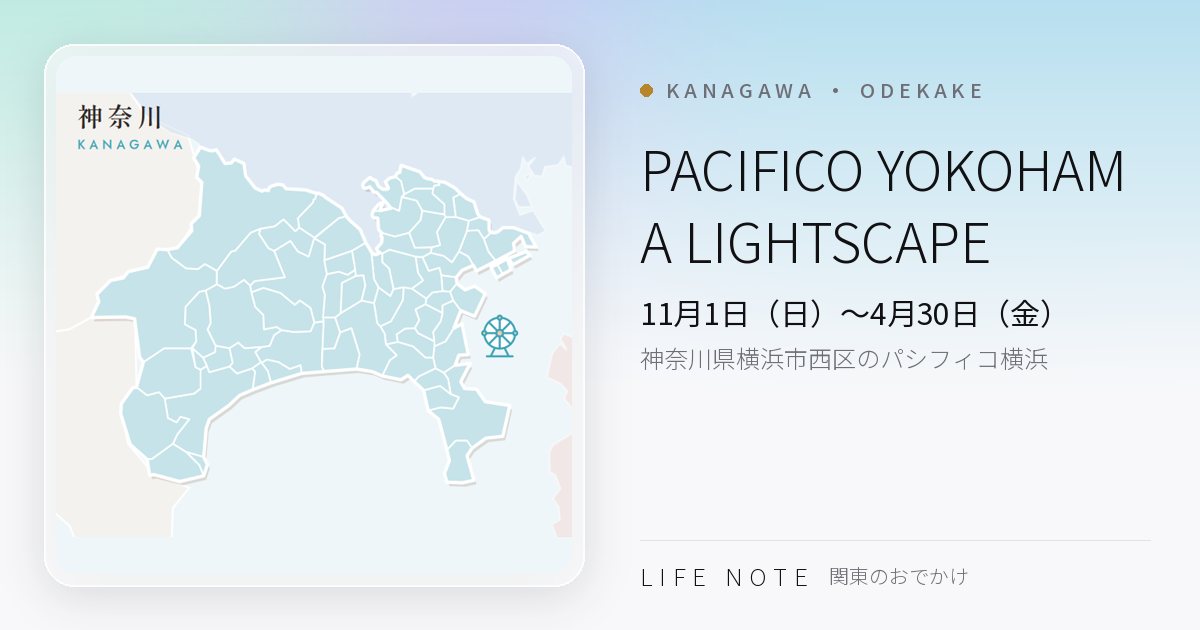 神奈川
KANAGAWA
KANAGAWA • ODEKAKE
PACIFICO YOKOHAM
A LIGHTSCAPE
11月1日（日）〜4月30日（金）
神奈川県横浜市西区のパシフィコ横浜
LIFE NOTE 関東のおでかけ